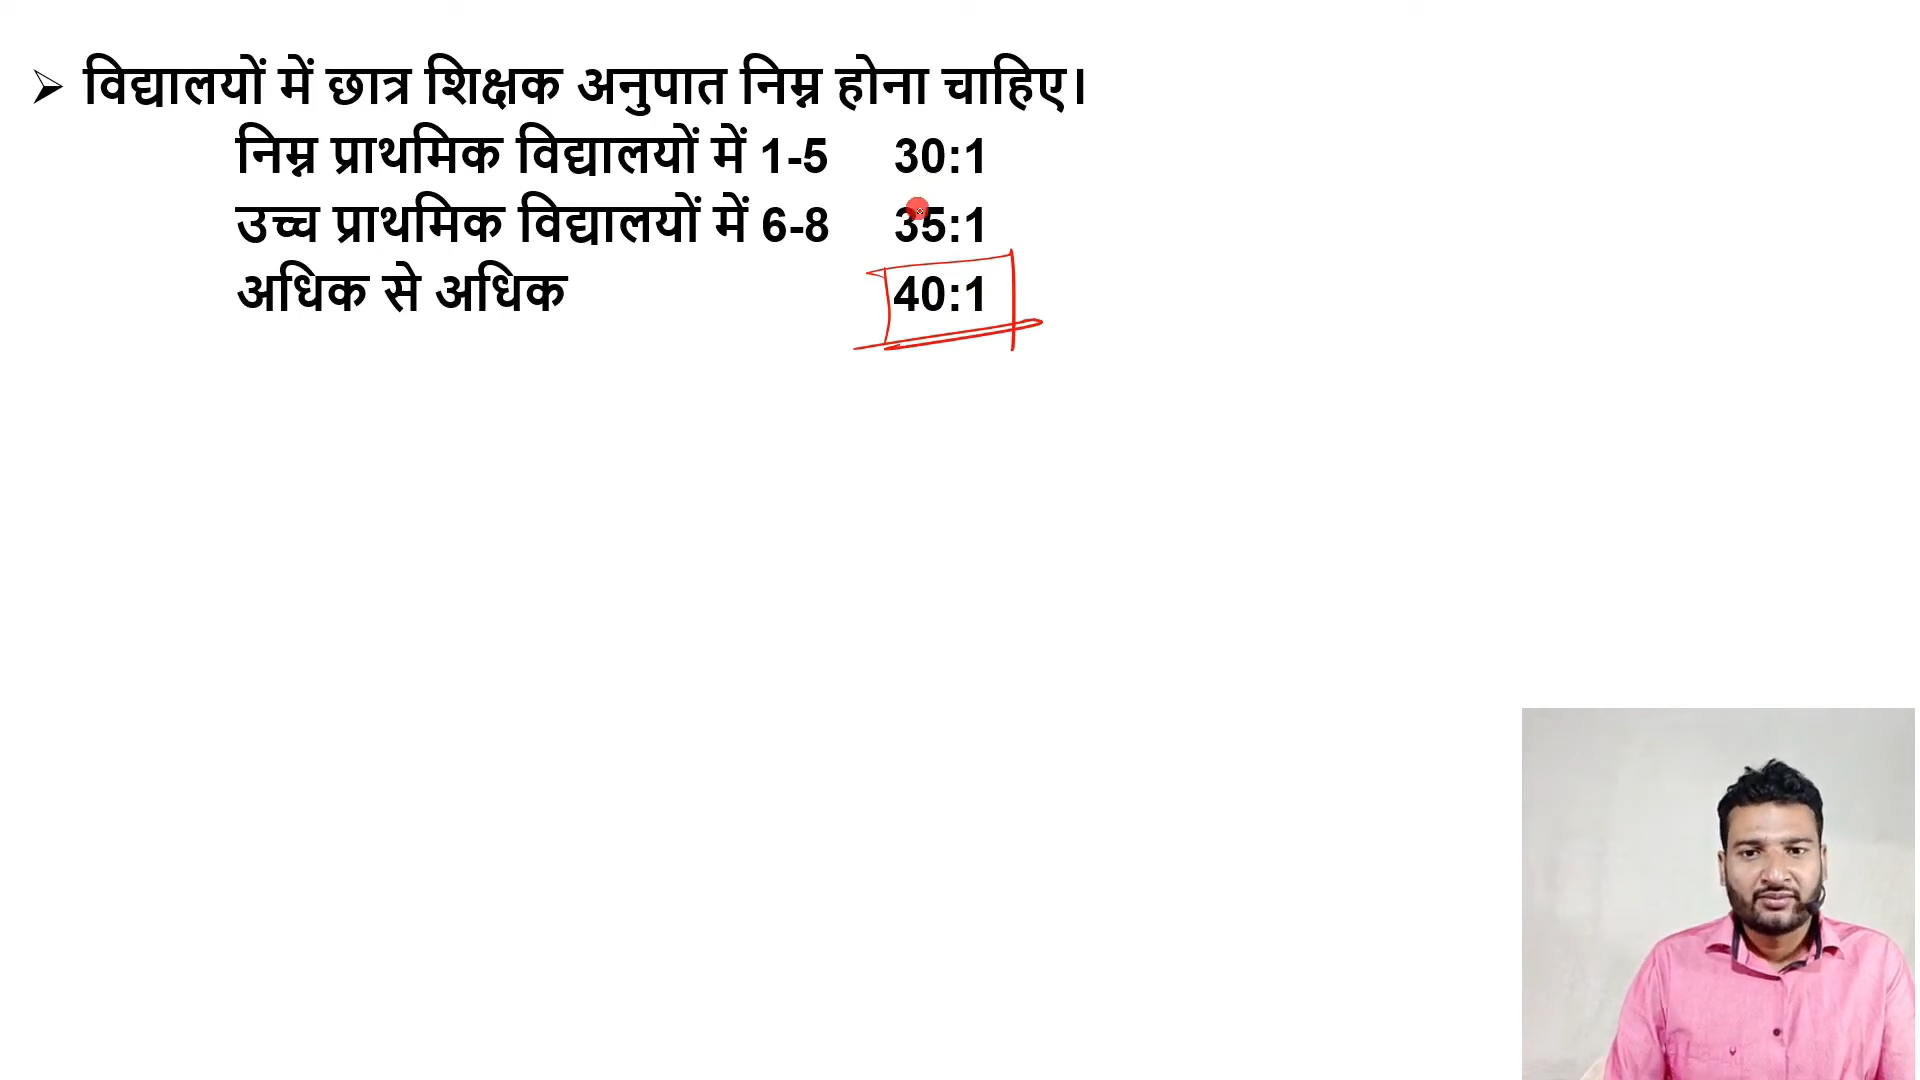 ➢ विद्यालयों में छात्र शिक्षक अनुपात निम्न होना चाहिए।
निम्न प्राथमिक विद्यालयों में 1-5 30:1
उच्च प्राथमिक विद्यालयों में 6-8 35:1
अधिक से अधिक 40:1